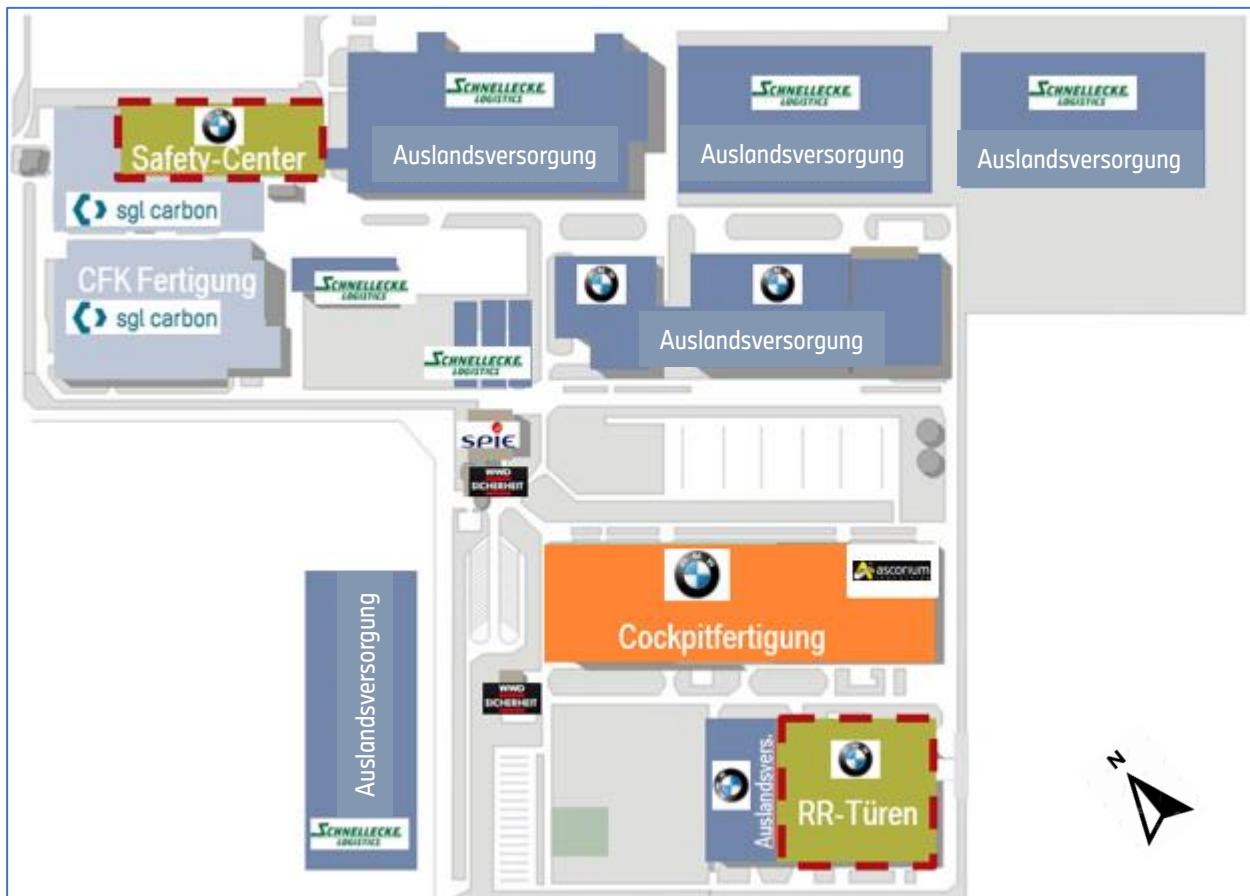 SCHNELLECKE
LOGISTICS
Auslandsversorgung
SCHNELLECKE
LOGISTICS
Auslandsversorgung
SCHNELLECKE
LOGISTICS
Auslandsversorgung
Safety-Center
sgl carbon
CFK Fertigung
sgl carbon
SCHNELLECKE
LOGISTICS
SCHNELLECKE
LOGISTICS
Auslandsversorgung
SPIE
WWD
SICHERHEIT
ascorium
Cockpitfertigung
Auslandsversorgung
SCHNELLECKE
LOGISTICS
WWD
SICHERHEIT
Auslandsvers.
RR-Türen
N